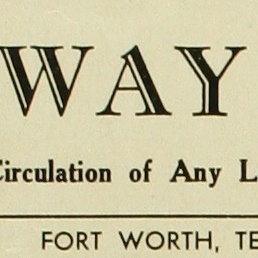 WAY
Circulation of Any L
FORT WORTH, TE